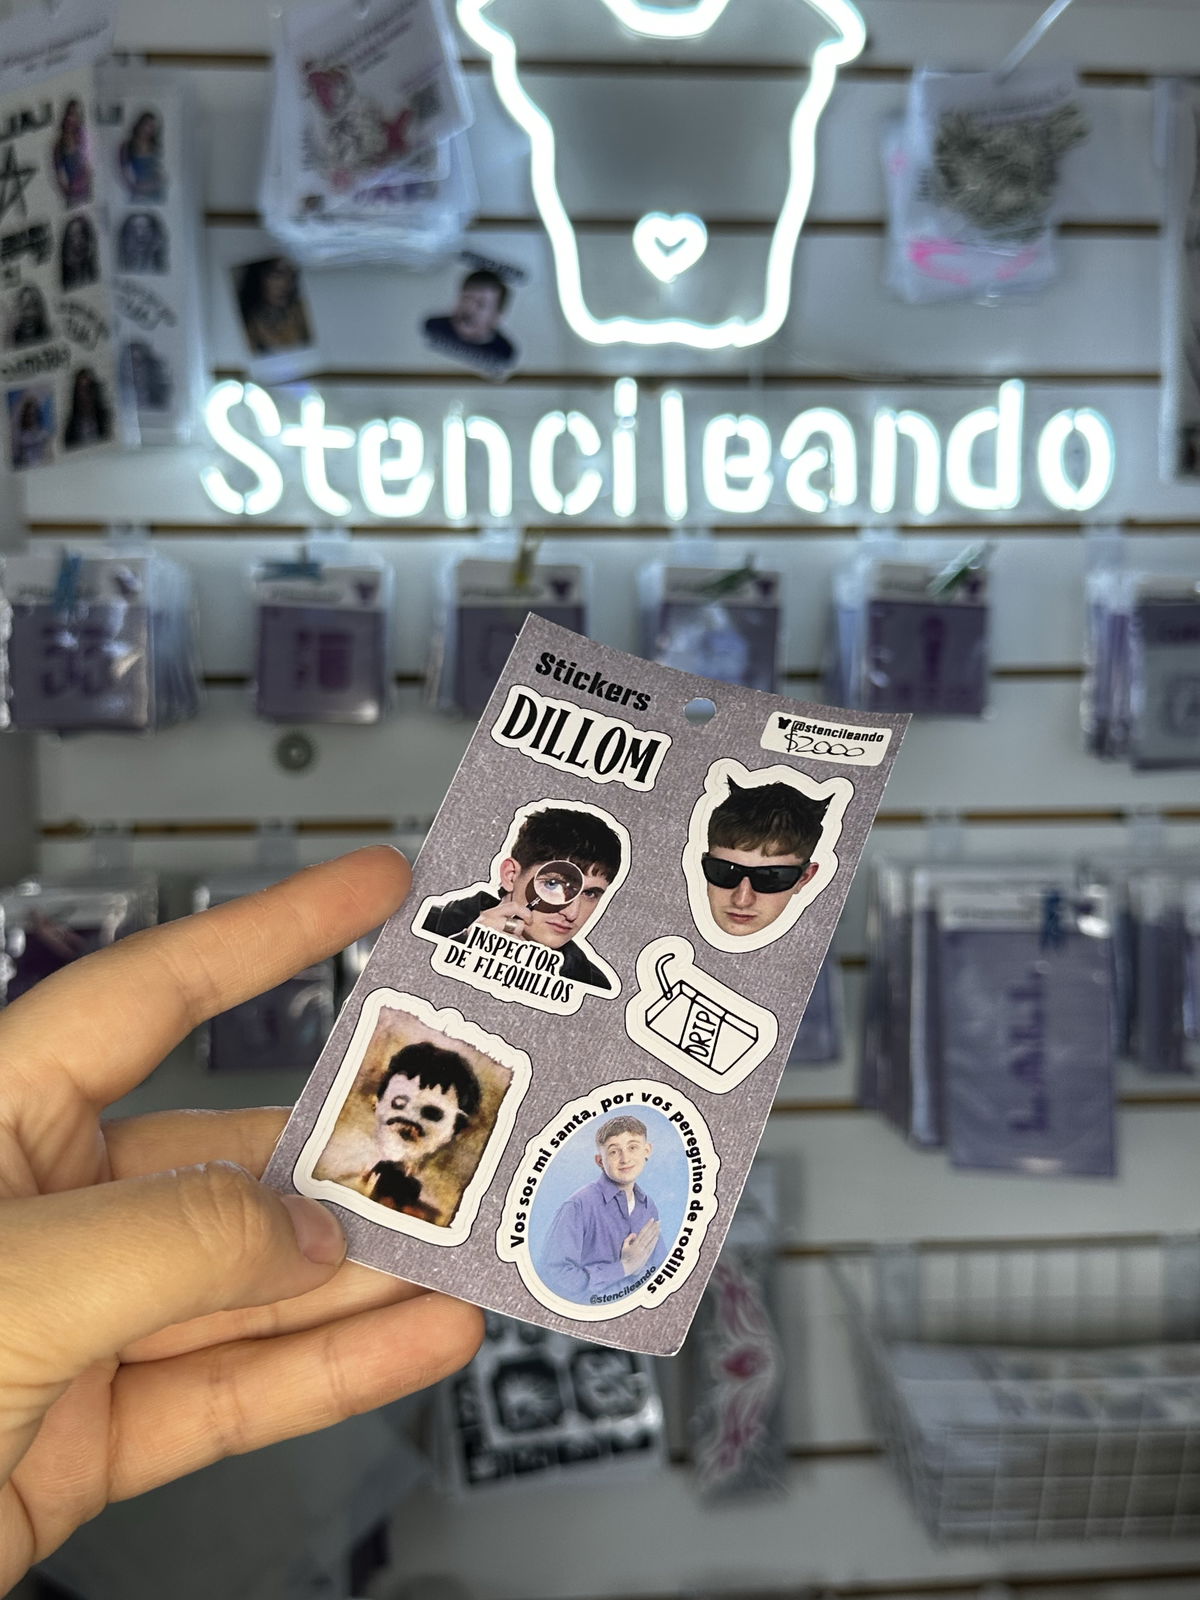 Stencileando
Stickers
DILLOM
@stencileando
$2000
INSPECTOR
DE FLEQUILLOS
DRIP
Vos sos mi santa, por vos peregrino de rodillas
@stencileando
LALI